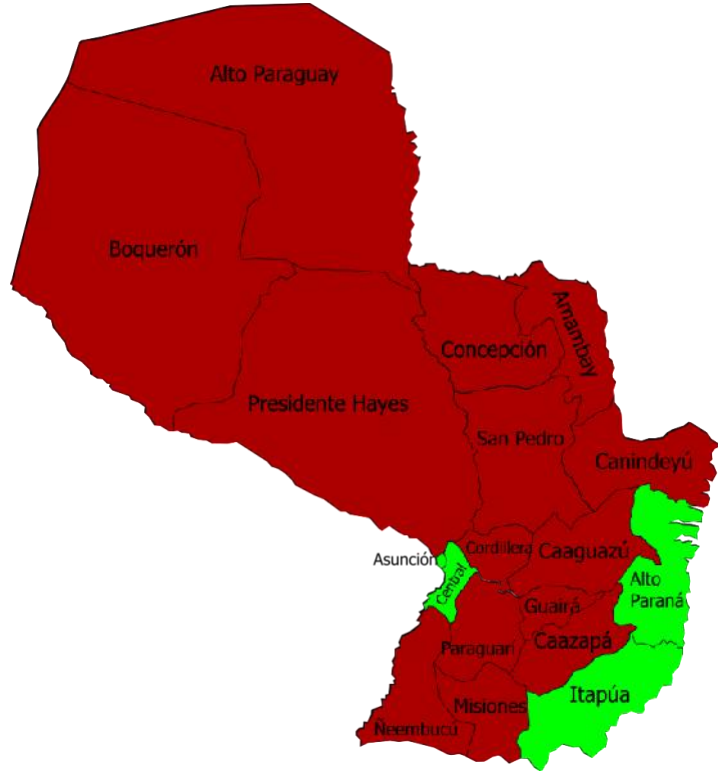 Alto Paraguay
Boquerón
Amambay
Concepción
Presidente Hayes
San Pedro
Canindeyú
Cordillera
Caaguazú
Asunción
Central
Alto
Paraná
Guairá
Caazapá
Paraguarí
Itapúa
Misiones
Ñeembucú